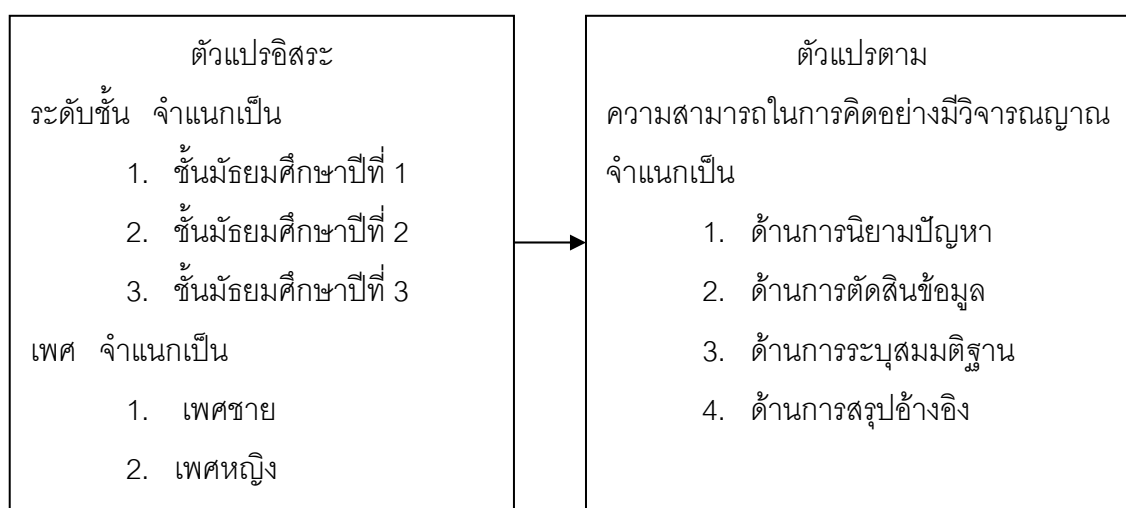 ตัวแปรอิสระ
ระดับชั้น จำแนกเป็น
1. ชั้นมัธยมศึกษาปีที่ 1
2. ชั้นมัธยมศึกษาปีที่ 2
3. ชั้นมัธยมศึกษาปีที่ 3
เพศ จำแนกเป็น
1. เพศชาย
2. เพศหญิง
ตัวแปรตาม
ความสามารถในการคิดอย่างมีวิจารณญาณ
จำแนกเป็น
1. ด้านการนิยามปัญหา
2. ด้านการตัดสินข้อมูล
3. ด้านการระบุสมมติฐาน
4. ด้านการสรุปอ้างอิง